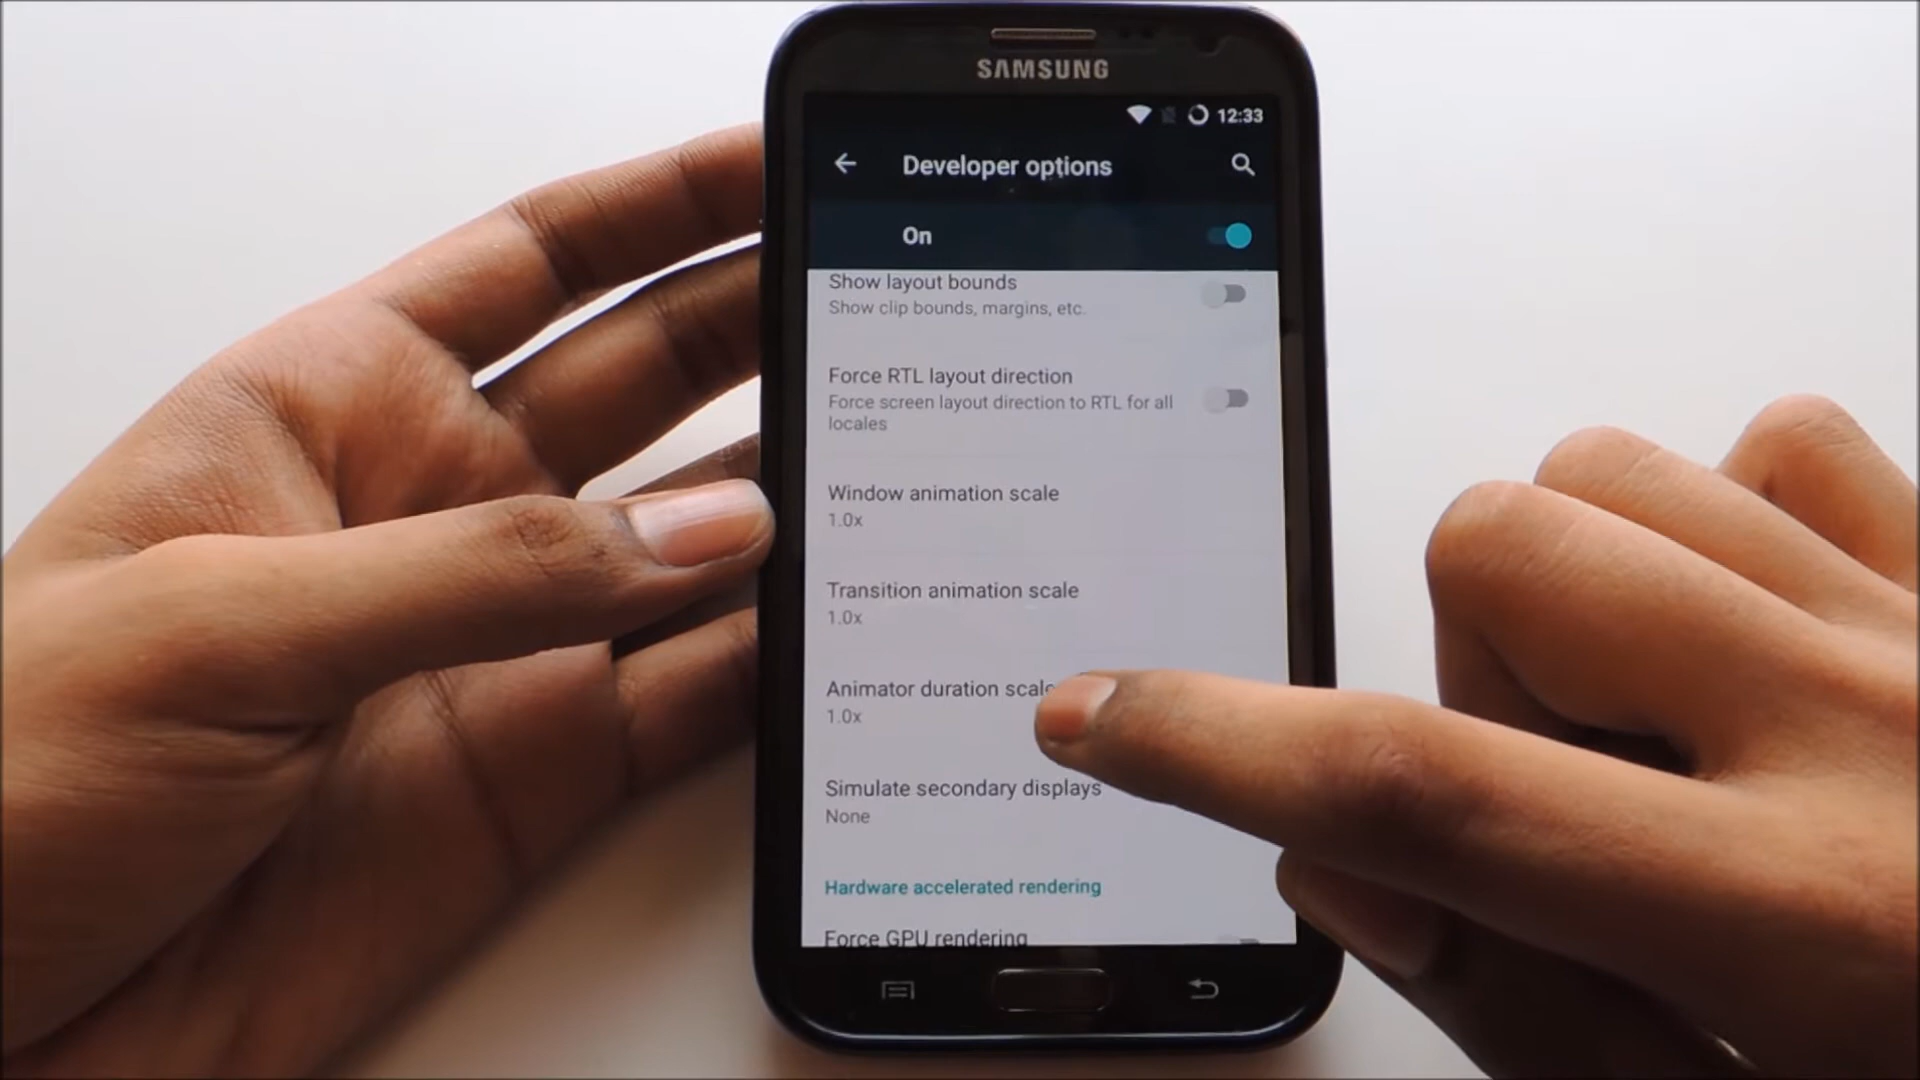 SAMSUNG
12:33
Developer options
On
Show layout bounds
Show clip bounds, margins, etc.
Force RTL layout direction
Force screen layout direction to RTL for all
locales
Window animation scale
1.0x
Transition animation scale
1.0x
Animator duration scale
1.0x
Simulate secondary displays
None
Hardware accelerated rendering
Force GPU rendering